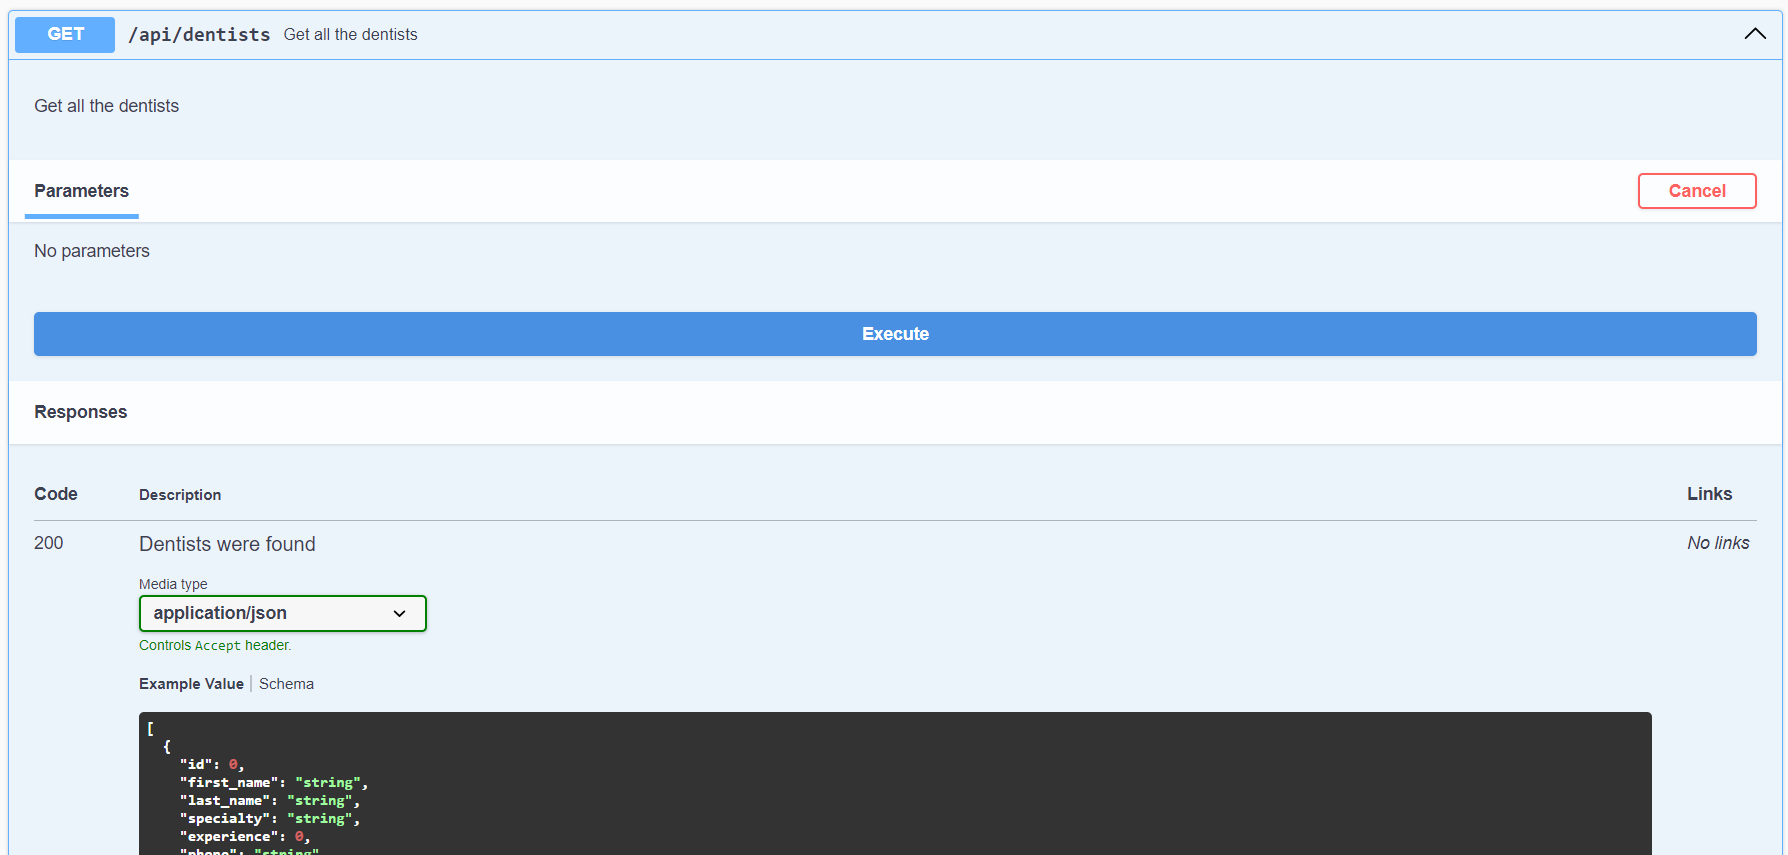 GET /api/dentists Get all the dentists
Get all the dentists
Parameters
Cancel
No parameters
Execute
Responses
Code Description Links
200 Dentists were found No links
Media type
application/json
Controls Accept header.
Example Value | Schema
[
{
"id": 0,
"first_name": "string",
"last_name": "string",
"specialty": "string",
"experience": 0,
"phone": "string"